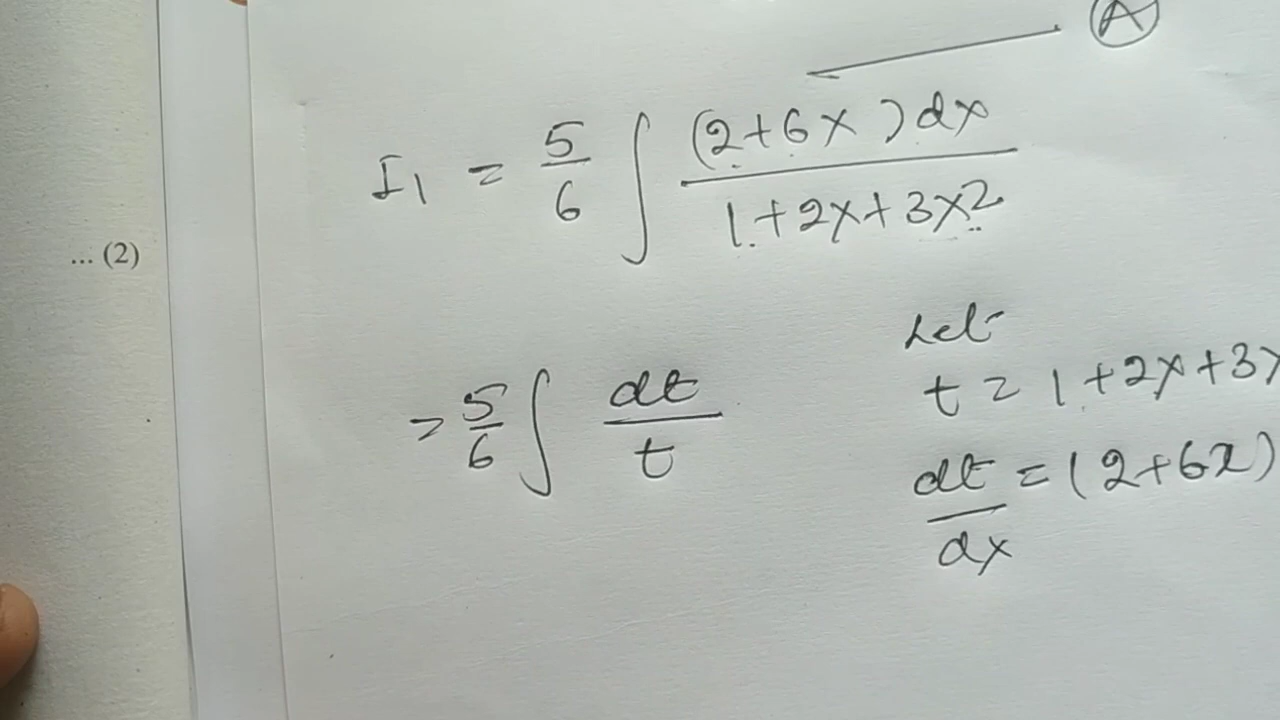 Ⓐ
I1 = 5/6 ∫ (2+6x)dx / 1+2x+3x2
... (2)
Let
= 5/6 ∫ dt/t
t = 1+2x+3x
dt/dx = (2+6x)